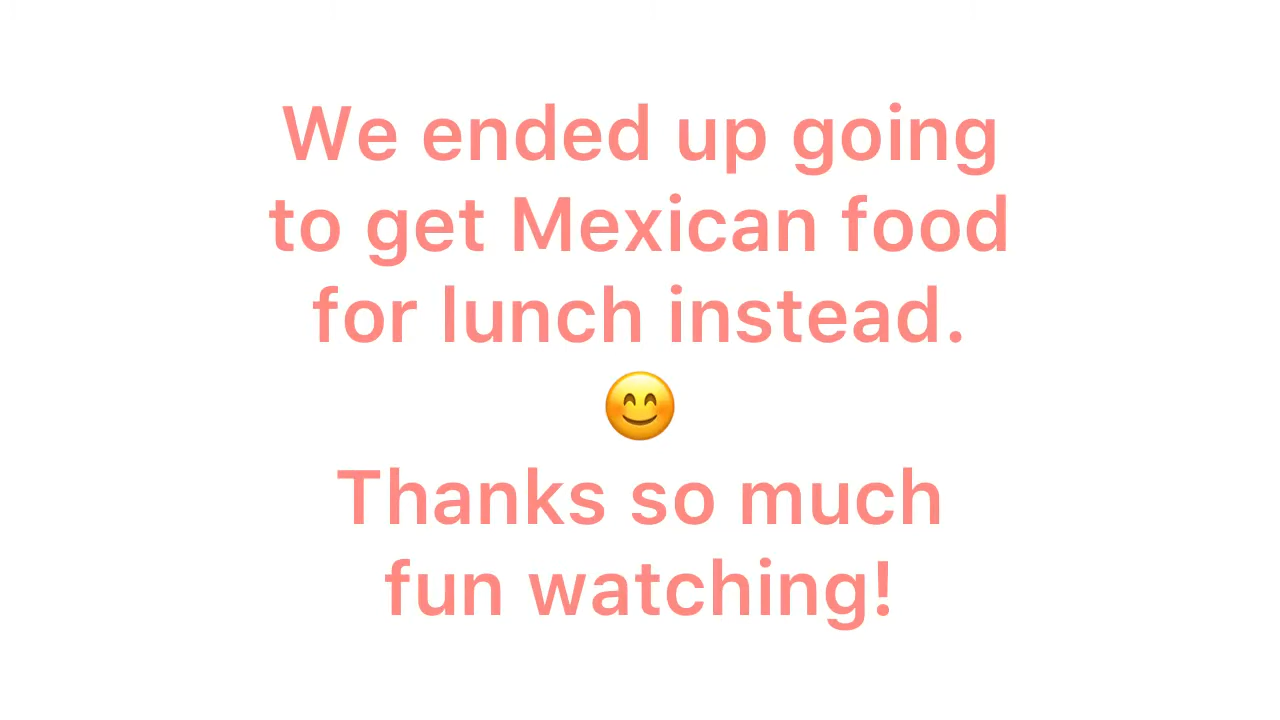 We ended up going
to get Mexican food
for lunch instead.
😊
Thanks so much
fun watching!